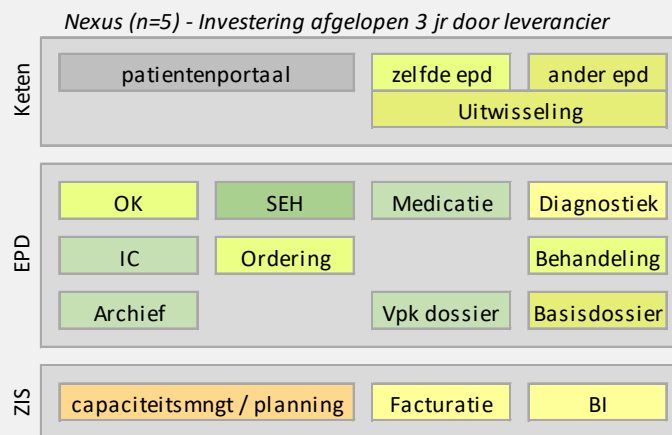 Nexus (n=5) - Investering afgelopen 3 jr door leverancier
Keten
patientenportaal
zelfde epd
ander epd
Uitwisseling
EPD
OK
SEH
Medicatie
Diagnostiek
IC
Ordering
Behandeling
Archief
Vpk dossier
Basisdossier
ZIS
capaciteitsmngt / planning
Facturatie
BI